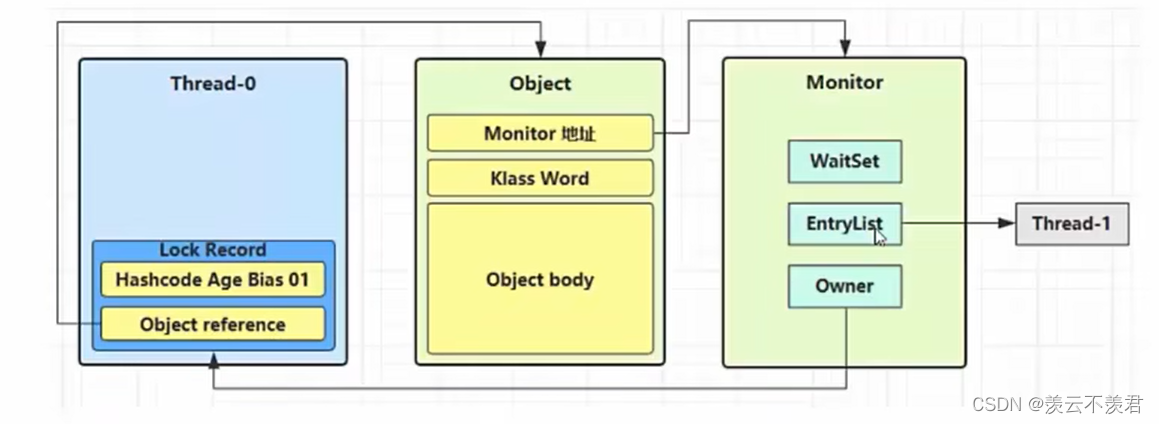 Thread-0
Lock Record
Hashcode Age Bias 01
Object reference
Object
Monitor 地址
Klass Word
Object body
Monitor
WaitSet
EntryList
Owner
Thread-1
CSDN @羡云不羡君